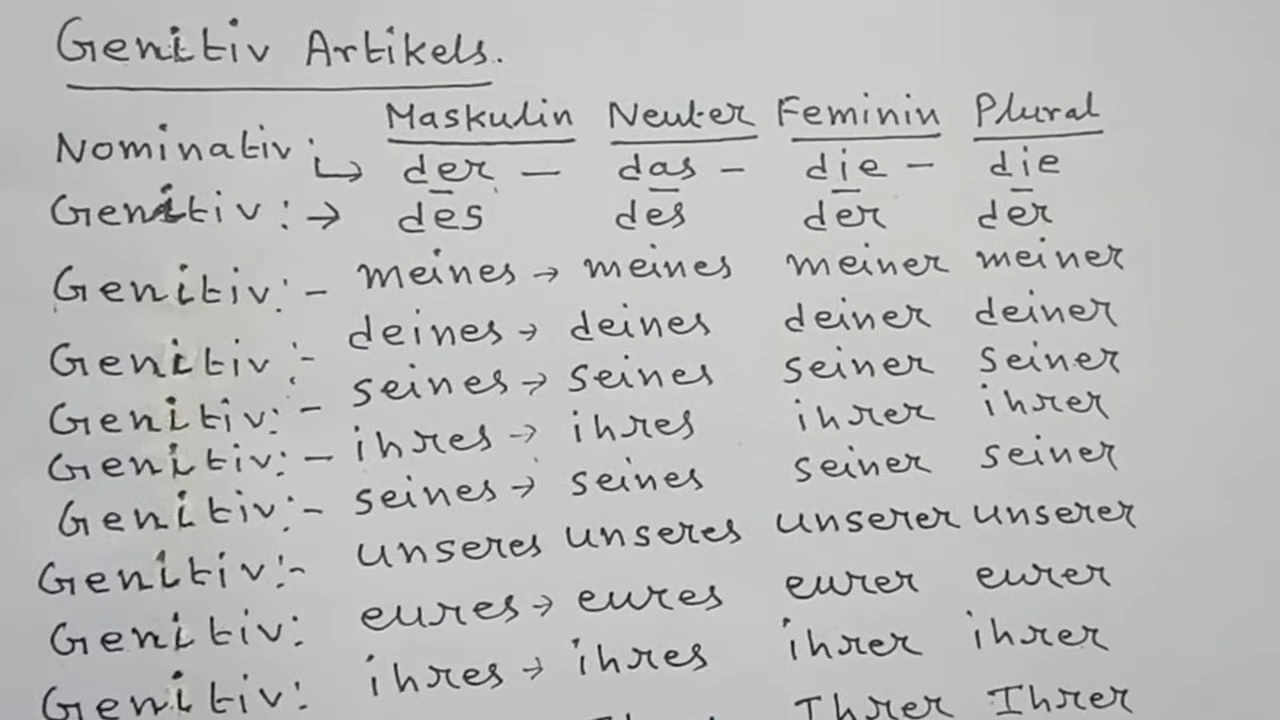 Genitiv Artikels.
Maskulin Neuter Feminin Plural
Nominativ: ↳ der – das – die – die
Genitiv: → des des der der
Genitiv:- meines → meines meiner meiner
Genitiv:- deines → deines deiner deiner
Genitiv:- seines → seines seiner seiner
Genitiv:- ihres → ihres ihrer ihrer
Genitiv:- seines → seines seiner seiner
Genitiv:- unseres unseres unserer unserer
Genitiv: eures → eures eurer eurer
Genitiv: ihres → ihres ihrer ihrer
Ihrer Ihrer